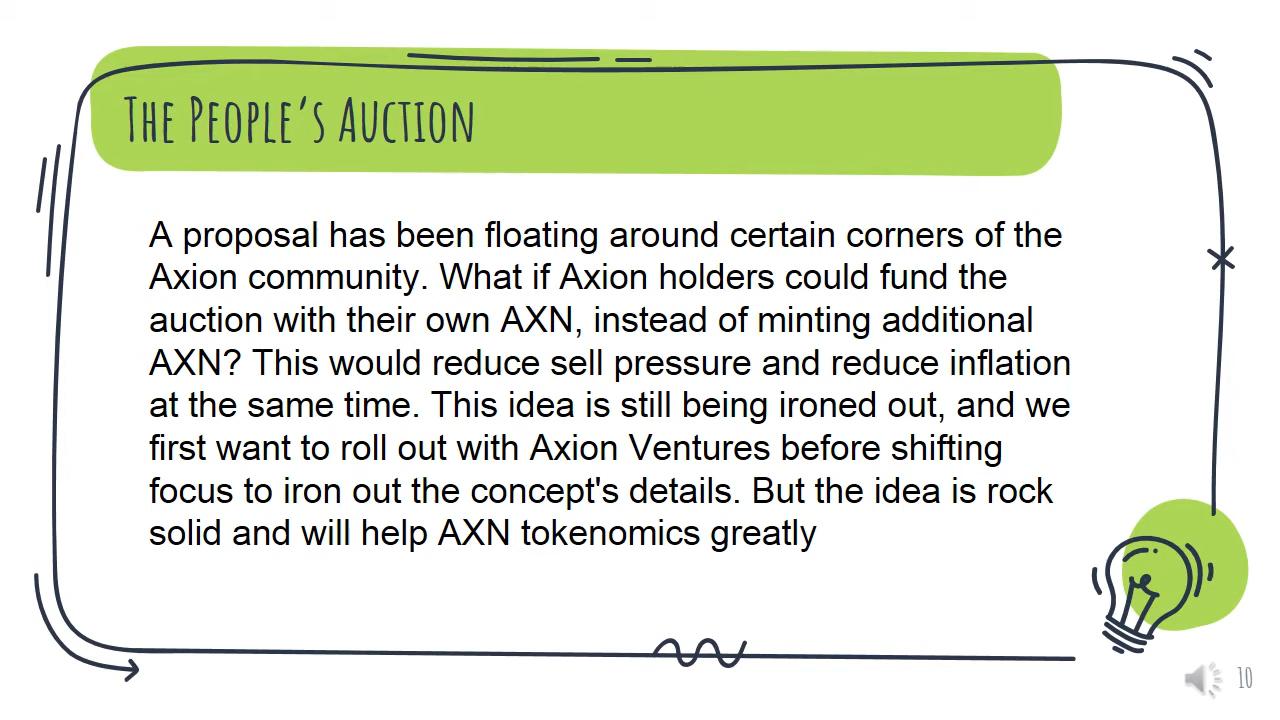 The People's Auction
A proposal has been floating around certain corners of the
Axion community. What if Axion holders could fund the
auction with their own AXN, instead of minting additional
AXN? This would reduce sell pressure and reduce inflation
at the same time. This idea is still being ironed out, and we
first want to roll out with Axion Ventures before shifting
focus to iron out the concept's details. But the idea is rock
solid and will help AXN tokenomics greatly
10